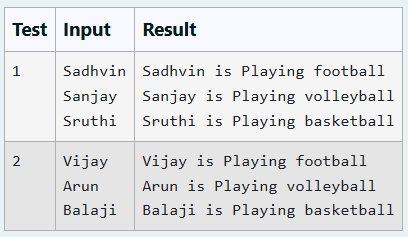 Test Input Result
1 Sadhvin Sadhvin is Playing football
Sanjay Sanjay is Playing volleyball
Sruthi Sruthi is Playing basketball
2 Vijay Vijay is Playing football
Arun Arun is Playing volleyball
Balaji Balaji is Playing basketball